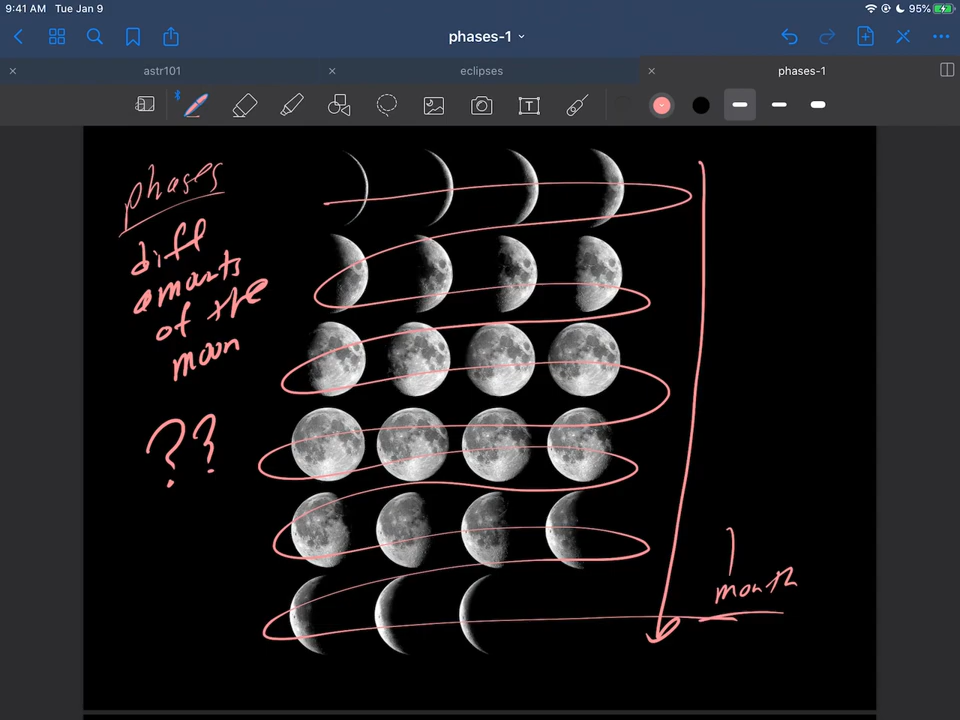 9:41 AM Tue Jan 9
95%
phases-1
astr101
eclipses
phases-1
T
phases
diff
amounts
of the
moon
??
1
month